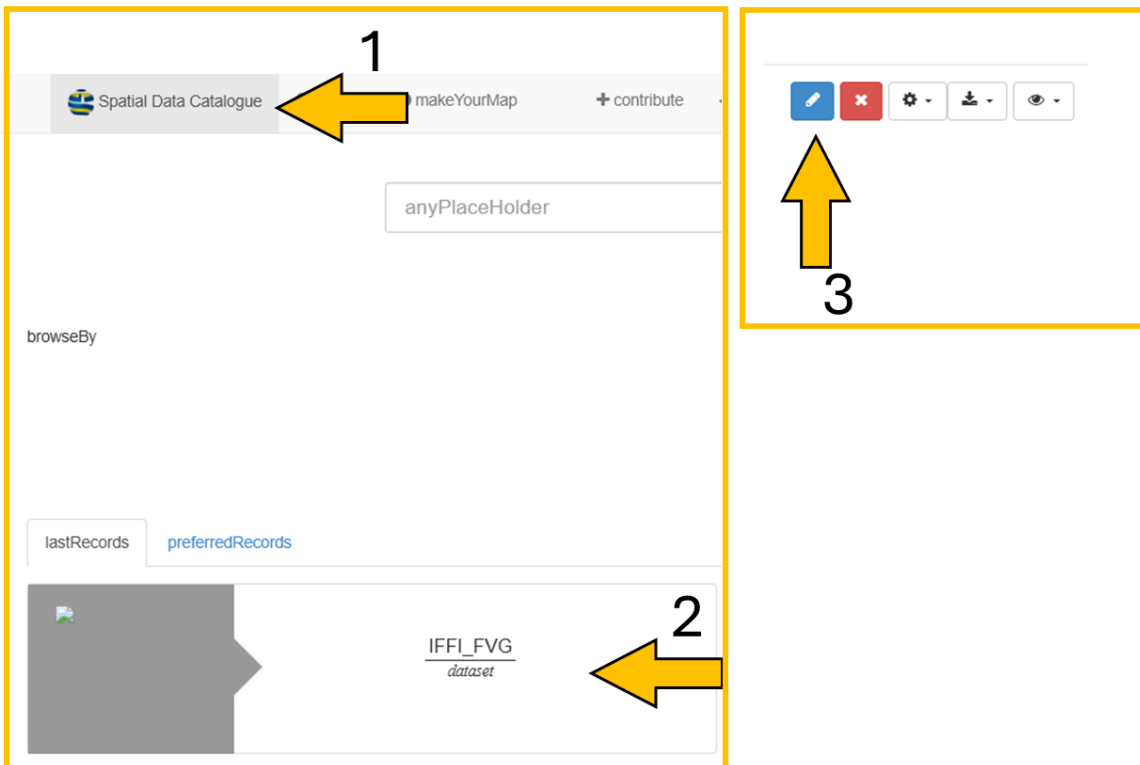 1
Spatial Data Catalogue makeYourMap + contribute
anyPlaceHolder
browseBy
lastRecords preferredRecords
2
IFFI_FVG
dataset
3